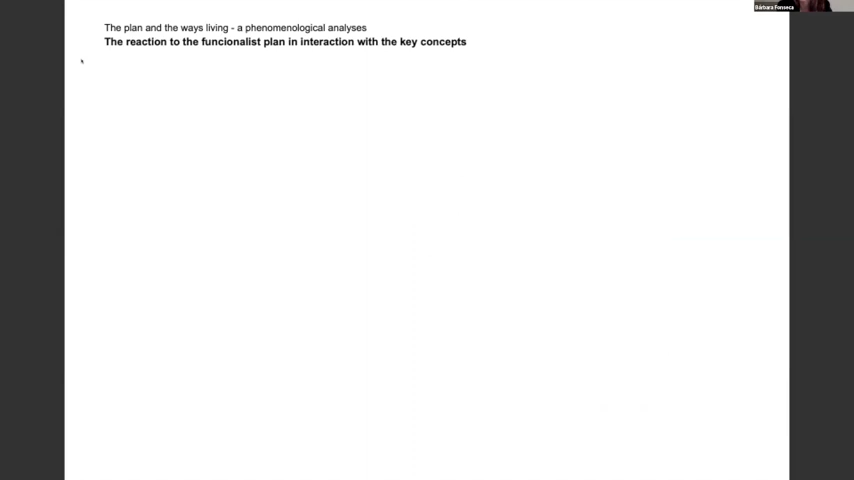 Bárbara Fonseca
The plan and the ways living - a phenomenological analyses
The reaction to the funcionalist plan in interaction with the key concepts